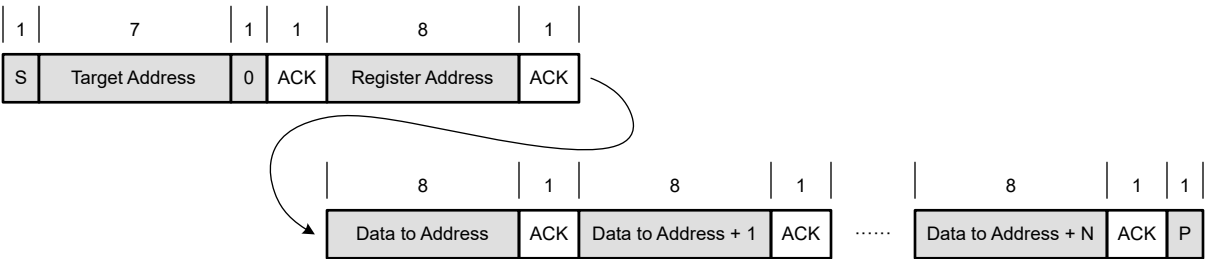 1 7 1 1 8 1
S Target Address 0 ACK Register Address ACK
8 1 8 1 8 1 1
Data to Address ACK Data to Address + 1 ACK ...... Data to Address + N ACK P